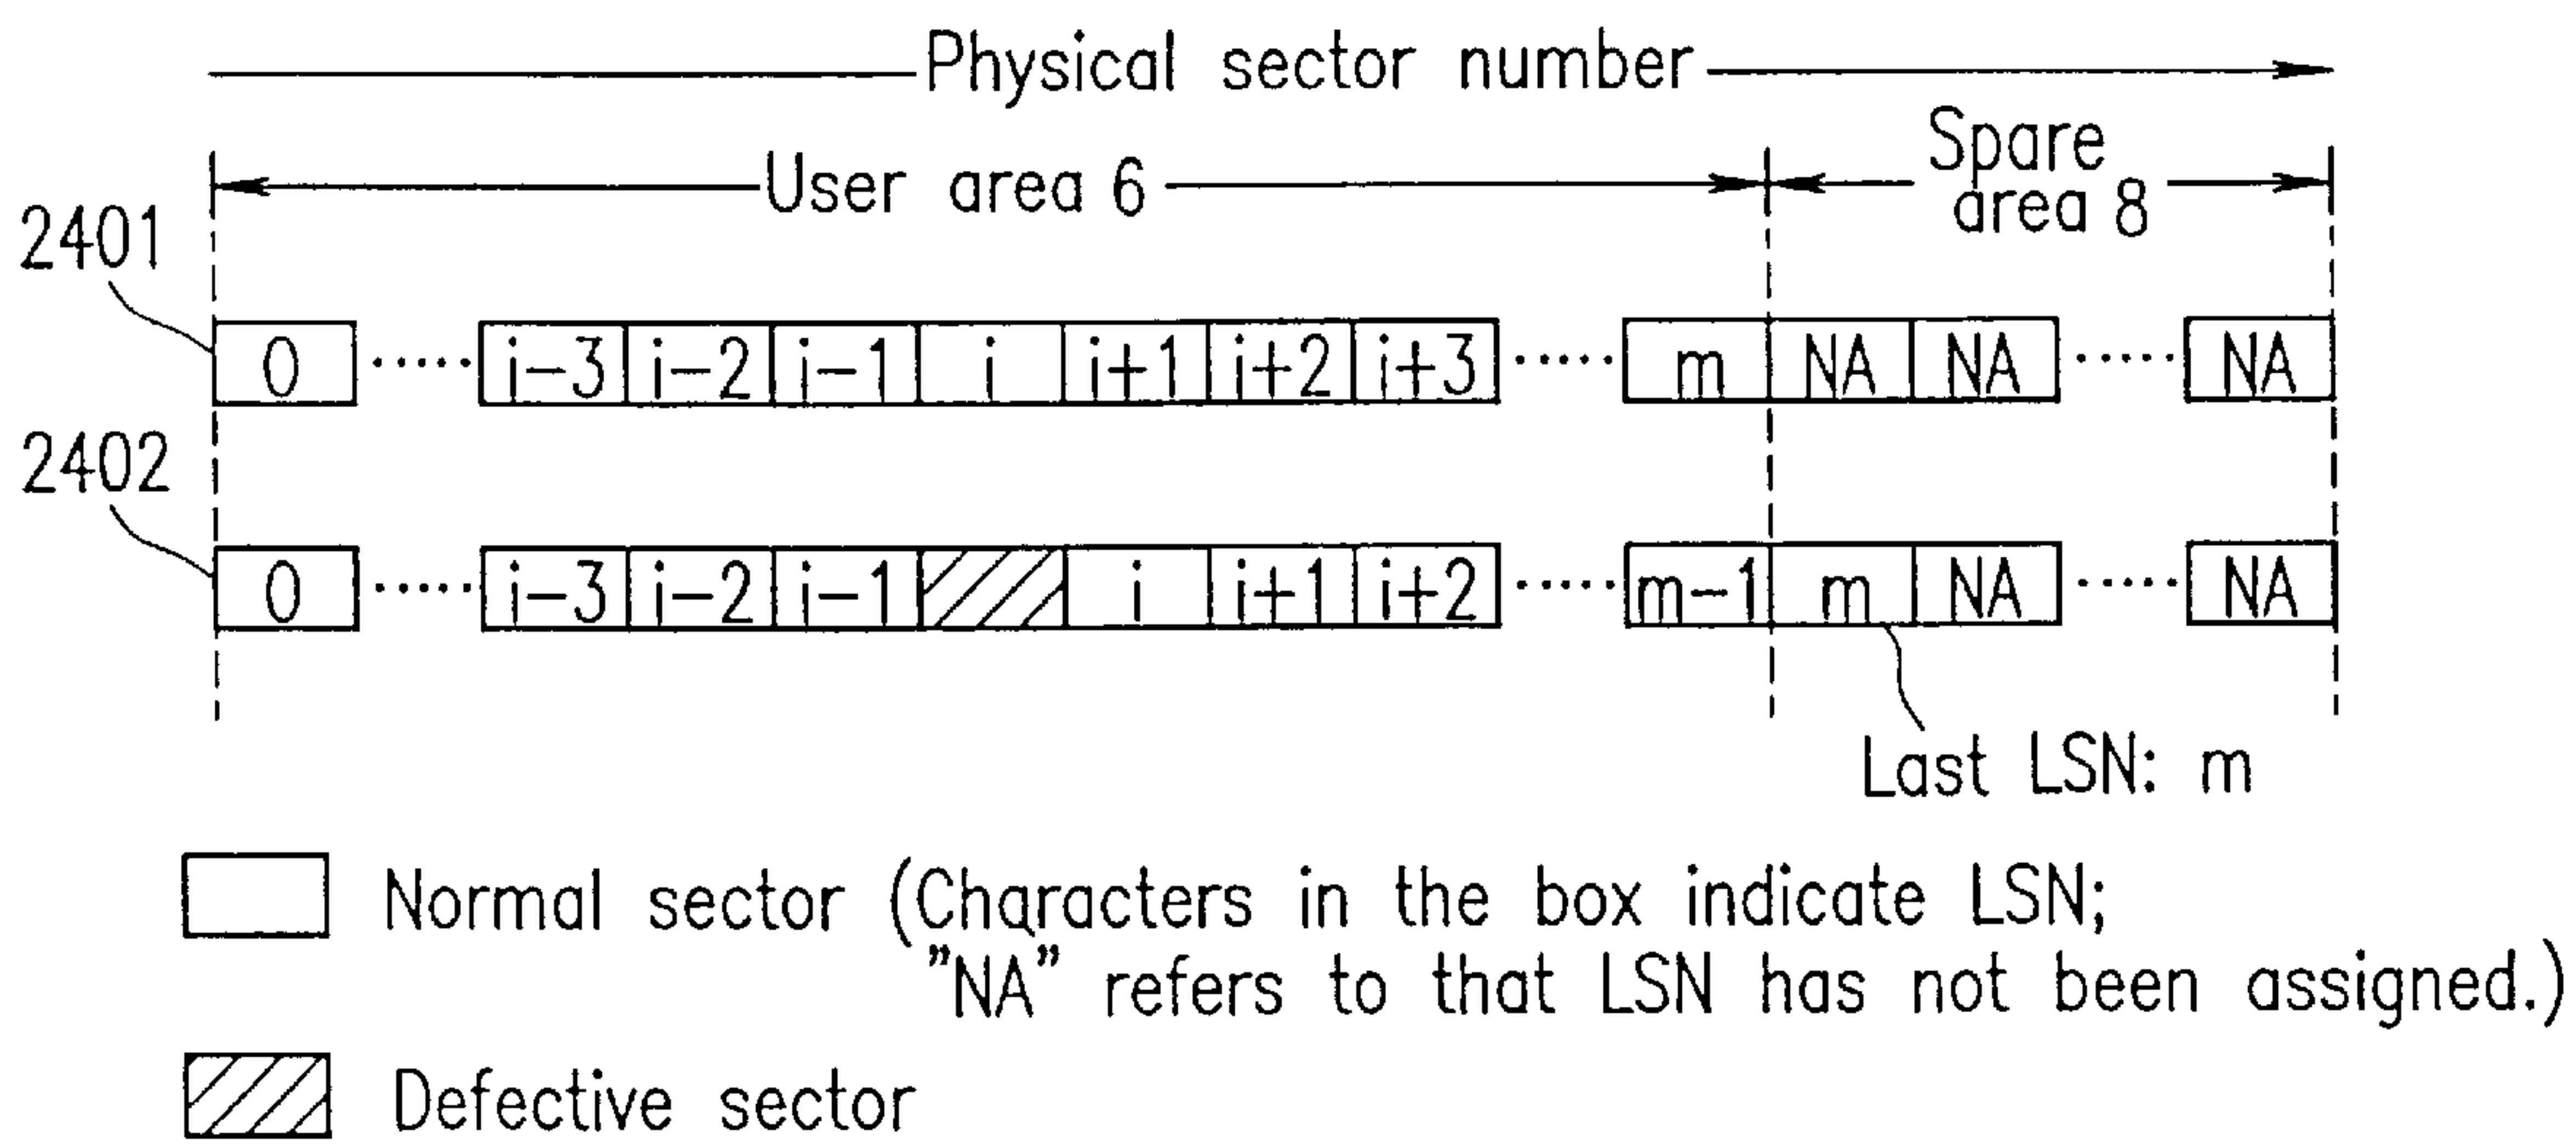 Physical sector number
User area 6
Spare
area 8
2401
0 ..... i-3 i-2 i-1 i i+1 i+2 i+3 ..... m NA NA ..... NA
2402
0 ..... i-3 i-2 i-1 i i+1 i+2 ..... m-1 m NA ..... NA
Last LSN: m
Normal sector (Characters in the box indicate LSN;
"NA" refers to that LSN has not been assigned.)
Defective sector